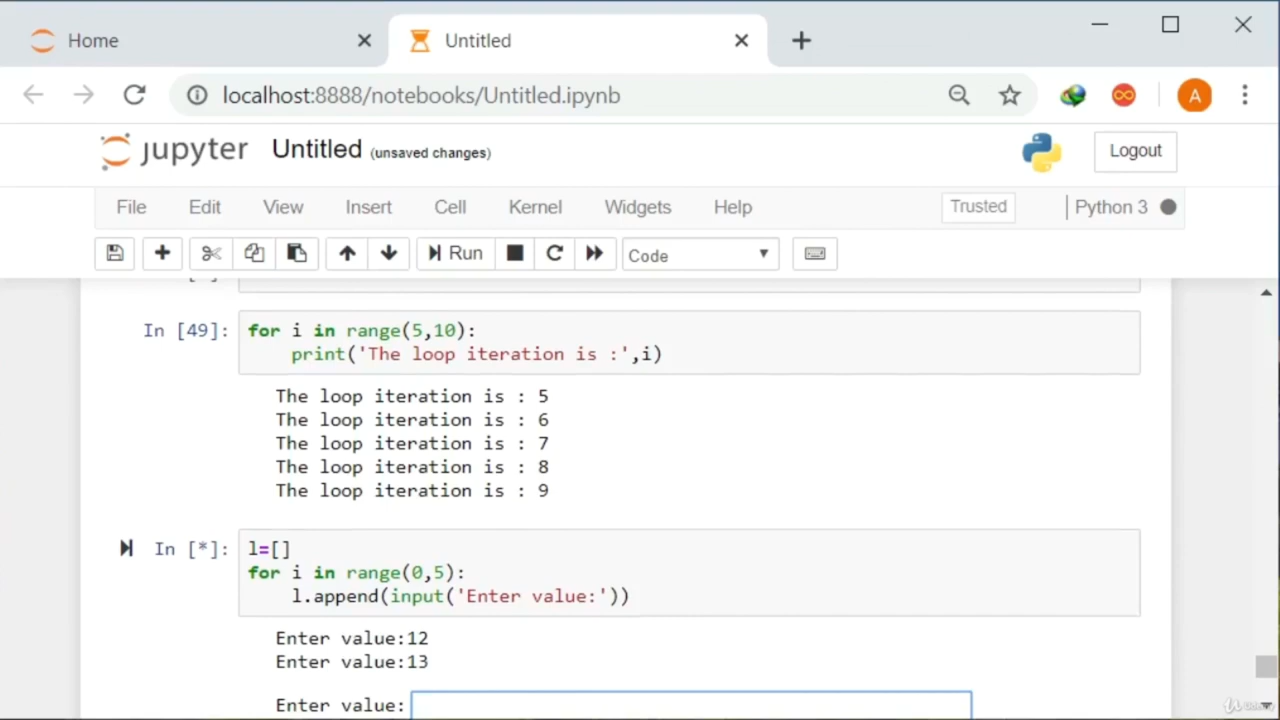 Home
Untitled
localhost:8888/notebooks/Untitled.ipynb
A
jupyter Untitled (unsaved changes)
Logout
File Edit View Insert Cell Kernel Widgets Help
Trusted Python 3
Run Code
In [49]: for i in range(5,10):
    print('The loop iteration is :',i)
The loop iteration is : 5
The loop iteration is : 6
The loop iteration is : 7
The loop iteration is : 8
The loop iteration is : 9
In [*]: l=[]
for i in range(0,5):
    l.append(input('Enter value:'))
Enter value:12
Enter value:13
Enter value: